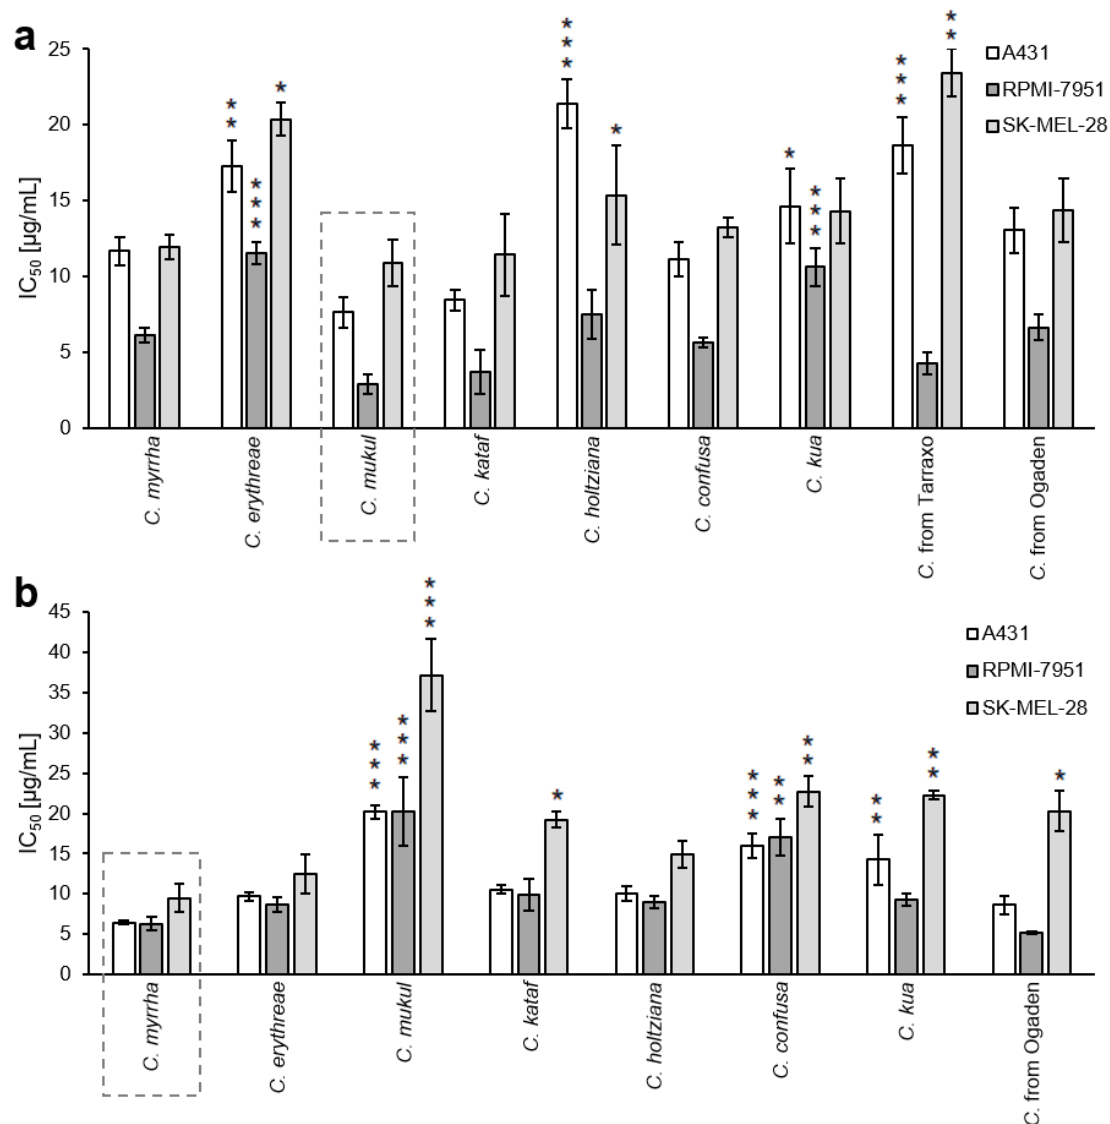 a
25
20
15
10
5
0
IC50 [µg/mL]
A431
RPMI-7951
SK-MEL-28
* *
* * *
*
* * *
*
*
* * *
* * *
* *
C. myrrha
C. erythreae
C. mukul
C. kataf
C. holtziana
C. confusa
C. kua
C. from Tarraxo
C. from Ogaden
b
45
40
35
30
25
20
15
10
5
0
IC50 [µg/mL]
A431
RPMI-7951
SK-MEL-28
* * *
* * *
* * *
*
* * *
* *
* *
* *
* *
*
C. myrrha
C. erythreae
C. mukul
C. kataf
C. holtziana
C. confusa
C. kua
C. from Ogaden